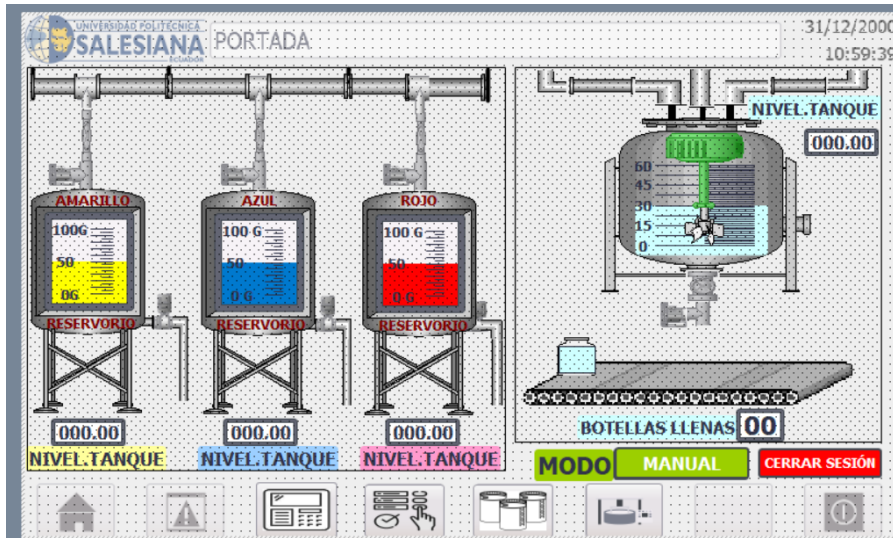 UNIVERSIDAD POLITÉCNICA
SALESIANA
ECUADOR
PORTADA
31/12/2000
10:59:39
AMARILLO
100G
50
0G
RESERVORIO
000.00
NIVEL.TANQUE
AZUL
100 G
50
0 G
RESERVORIO
000.00
NIVEL.TANQUE
ROJO
100 G
50
0 G
RESERVORIO
000.00
NIVEL.TANQUE
NIVEL.TANQUE
000.00
60
45
30
15
0
BOTELLAS LLENAS 00
MODO MANUAL
CERRAR SESIÓN